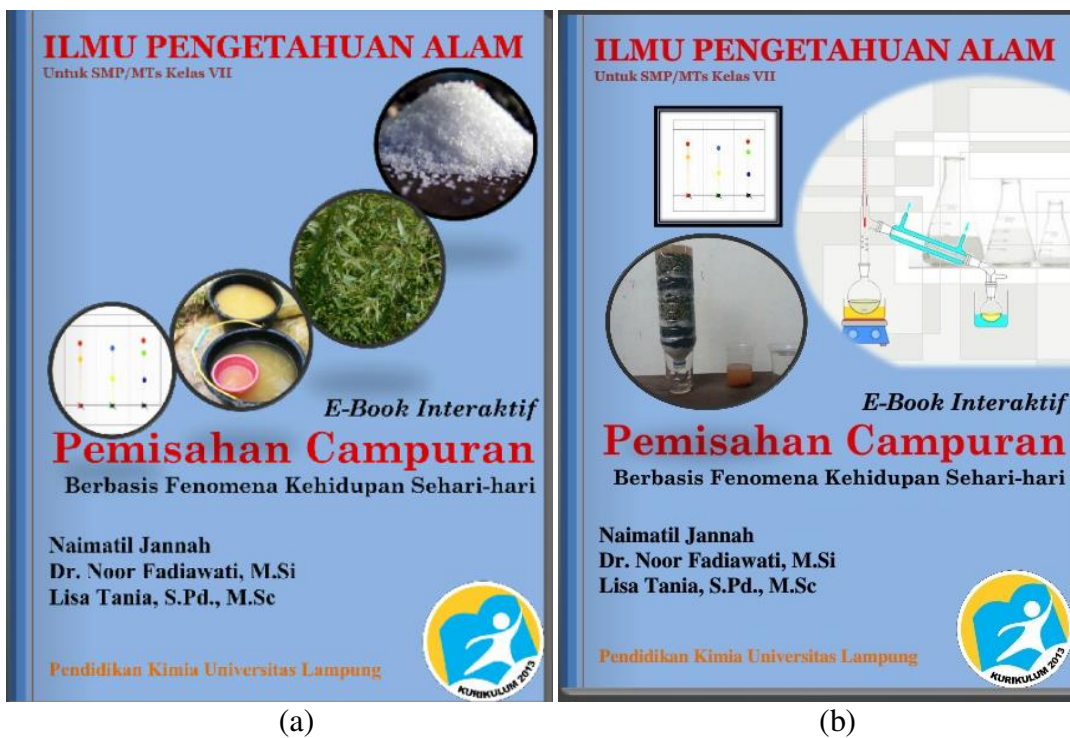 ILMU PENGETAHUAN ALAM
Untuk SMP/MTs Kelas VII
E-Book Interaktif
Pemisahan Campuran
Berbasis Fenomena Kehidupan Sehari-hari
Naimatil Jannah
Dr. Noor Fadiawati, M.Si
Lisa Tania, S.Pd., M.Sc
Pendidikan Kimia Universitas Lampung
KURIKULUM 2013
(a)
ILMU PENGETAHUAN ALAM
Untuk SMP/MTs Kelas VII
E-Book Interaktif
Pemisahan Campuran
Berbasis Fenomena Kehidupan Sehari-hari
Naimatil Jannah
Dr. Noor Fadiawati, M.Si
Lisa Tania, S.Pd., M.Sc
Pendidikan Kimia Universitas Lampung
KURIKULUM 2013
(b)